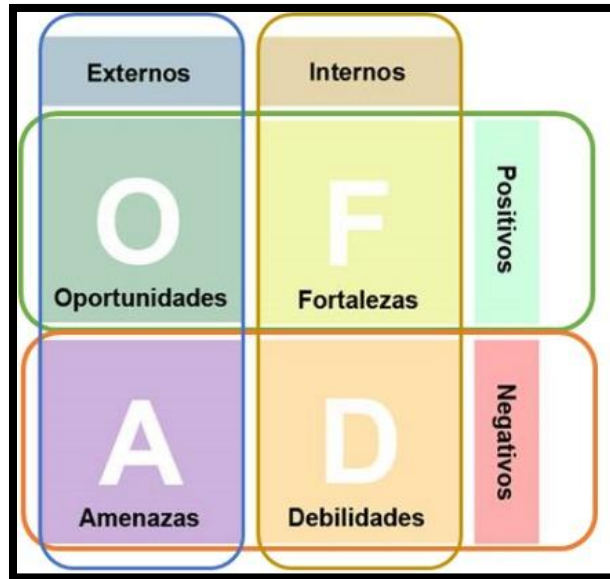 Externos
Internos
O
Oportunidades
F
Fortalezas
Positivos
A
Amenazas
D
Debilidades
Negativos